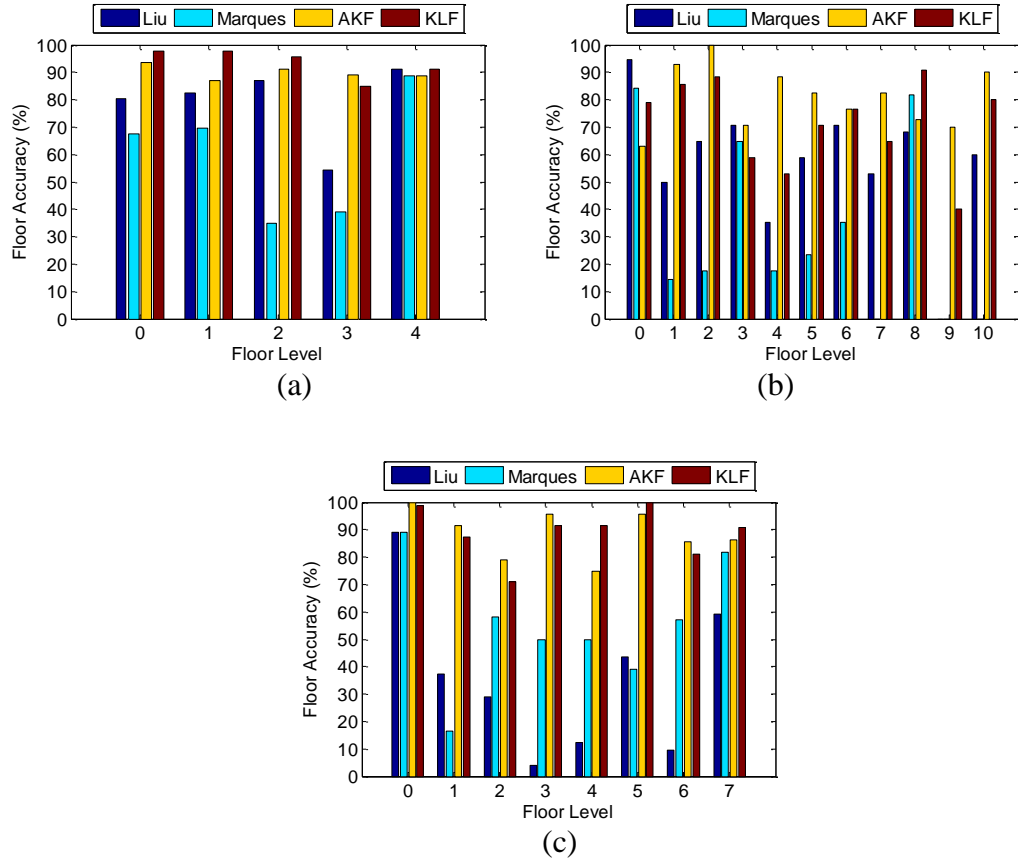 Liu Marques AKF KLF
100
90
80
70
60
50
40
30
20
10
0
Floor Accuracy (%)
0 1 2 3 4
Floor Level
(a)
Liu Marques AKF KLF
100
90
80
70
60
50
40
30
20
10
0
Floor Accuracy (%)
0 1 2 3 4 5 6 7 8 9 10
Floor Level
(b)
Liu Marques AKF KLF
100
90
80
70
60
50
40
30
20
10
0
Floor Accuracy (%)
0 1 2 3 4 5 6 7
Floor Level
(c)